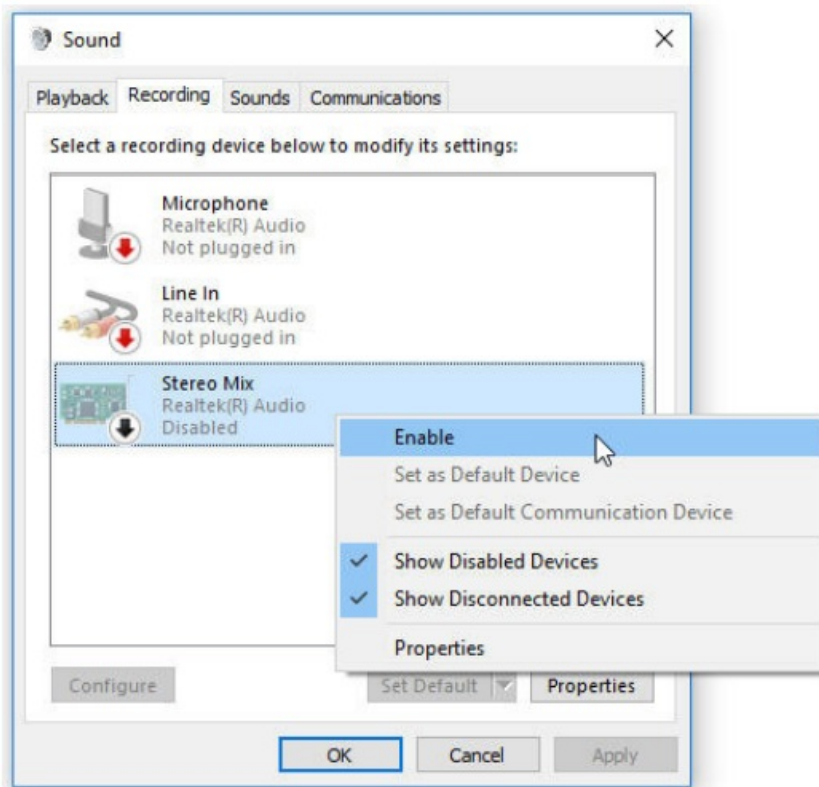 Sound
Playback Recording Sounds Communications
Select a recording device below to modify its settings:
Microphone
Realtek(R) Audio
Not plugged in
Line In
Realtek(R) Audio
Not plugged in
Stereo Mix
Realtek(R) Audio
Disabled
Enable
Set as Default Device
Set as Default Communication Device
Show Disabled Devices
Show Disconnected Devices
Properties
Configure Set Default Properties
OK Cancel Apply